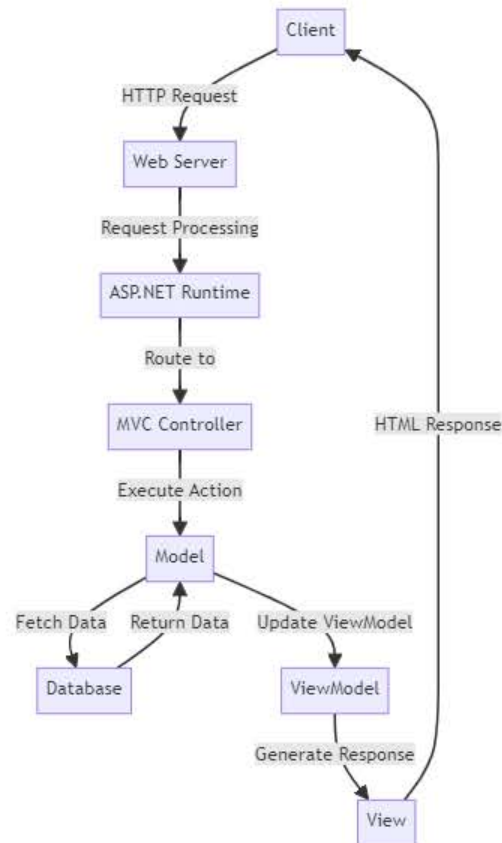 Client
HTTP Request
Web Server
Request Processing
ASP.NET Runtime
Route to
MVC Controller
HTML Response
Execute Action
Model
Fetch Data
Return Data
Update ViewModel
Database
ViewModel
Generate Response
View